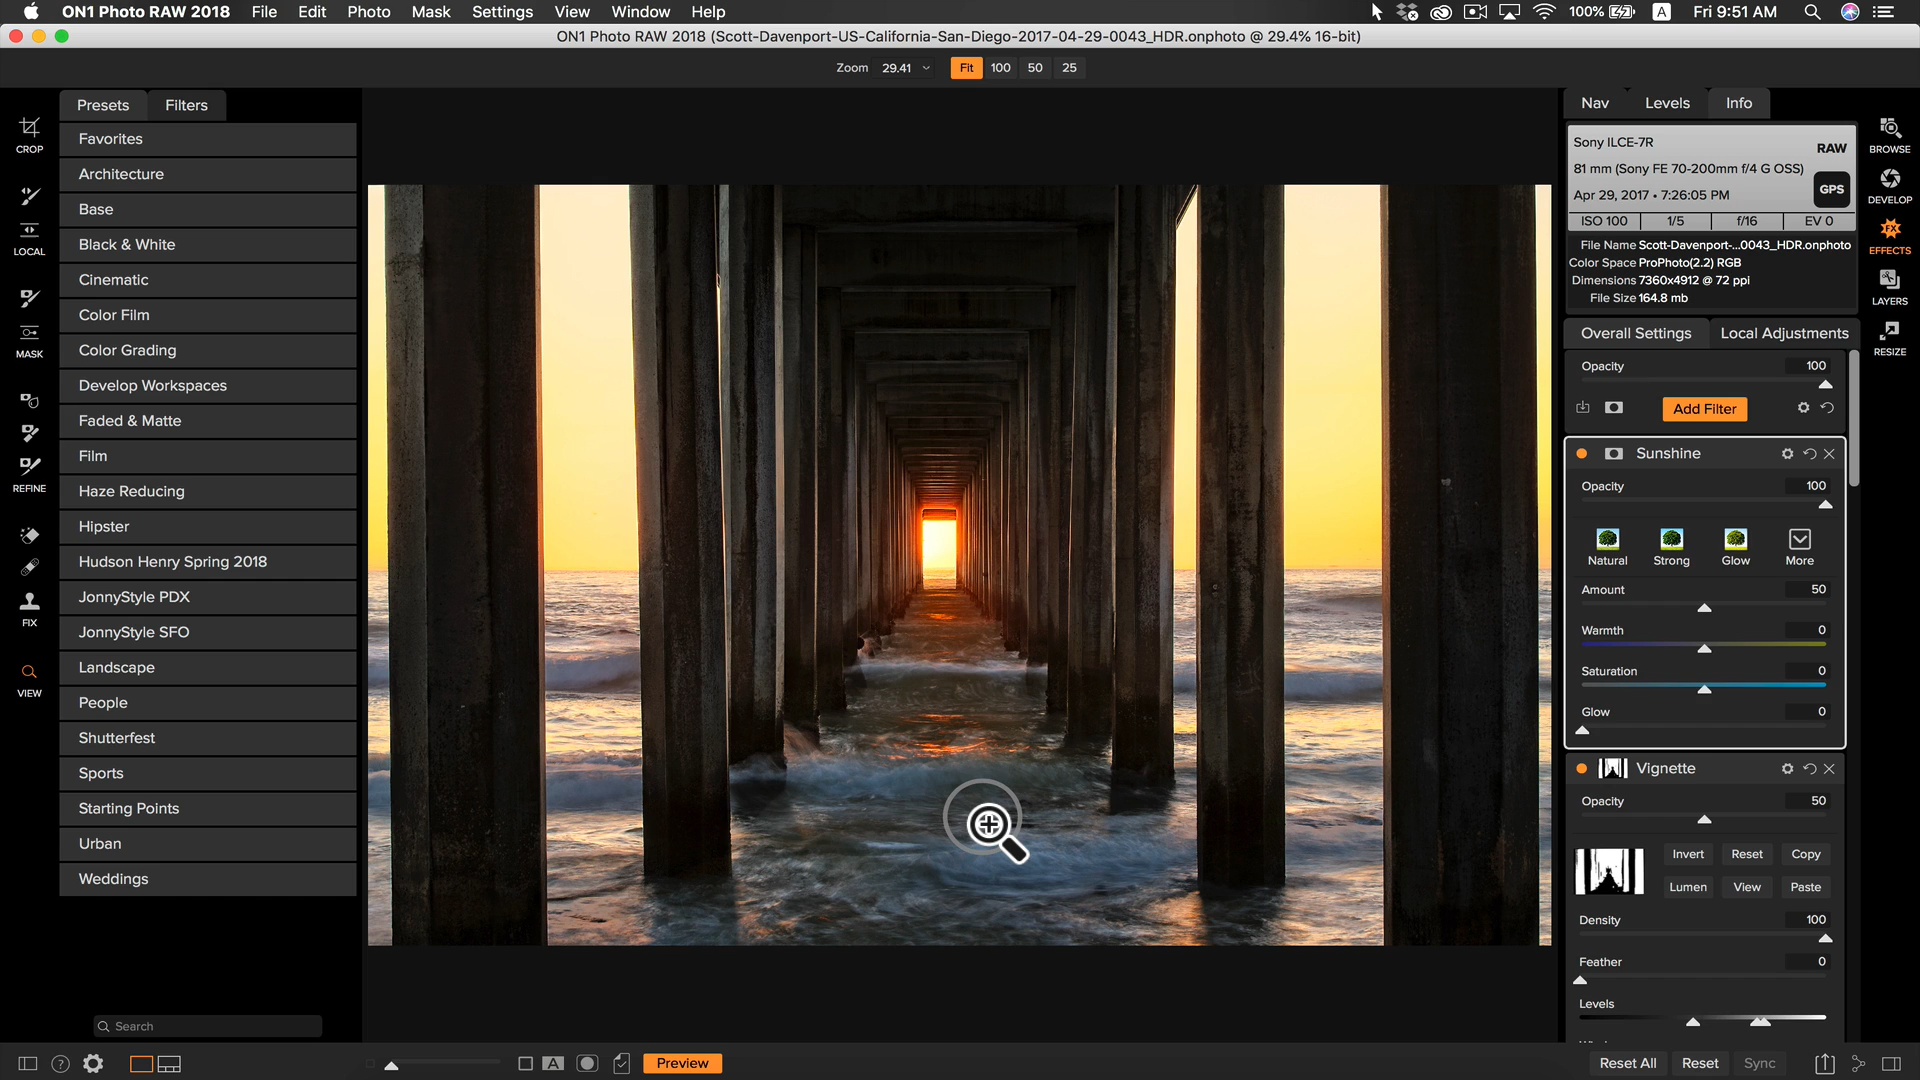 ON1 Photo RAW 2018 File Edit Photo Mask Settings View Window Help 100% A Fri 9:51 AM
ON1 Photo RAW 2018 (Scott-Davenport-US-California-San-Diego-2017-04-29-0043_HDR.onphoto @ 29.4% 16-bit)
Zoom 29.41 Fit 100 50 25
Presets Filters
Favorites
Architecture
Base
Black & White
Cinematic
Color Film
Color Grading
Develop Workspaces
Faded & Matte
Film
Haze Reducing
Hipster
Hudson Henry Spring 2018
JonnyStyle PDX
JonnyStyle SFO
Landscape
People
Shutterfest
Sports
Starting Points
Urban
Weddings
Search
CROP
LOCAL
MASK
REFINE
FIX
VIEW
Nav Levels Info
Sony ILCE-7R RAW
81 mm (Sony FE 70-200mm f/4 G OSS)
Apr 29, 2017 • 7:26:05 PM GPS
ISO 100 1/5 f/16 EV 0
File Name Scott-Davenport-...0043_HDR.onphoto
Color Space ProPhoto(2.2) RGB
Dimensions 7360x4912 @ 72 ppi
File Size 164.8 mb
Overall Settings Local Adjustments
Opacity 100
Add Filter
Sunshine
Opacity 100
Natural Strong Glow More
Amount 50
Warmth 0
Saturation 0
Glow 0
Vignette
Opacity 50
Invert Reset Copy
Lumen View Paste
Density 100
Feather 0
Levels
BROWSE
DEVELOP
FX
EFFECTS
LAYERS
RESIZE
? A Preview Reset All Reset Sync